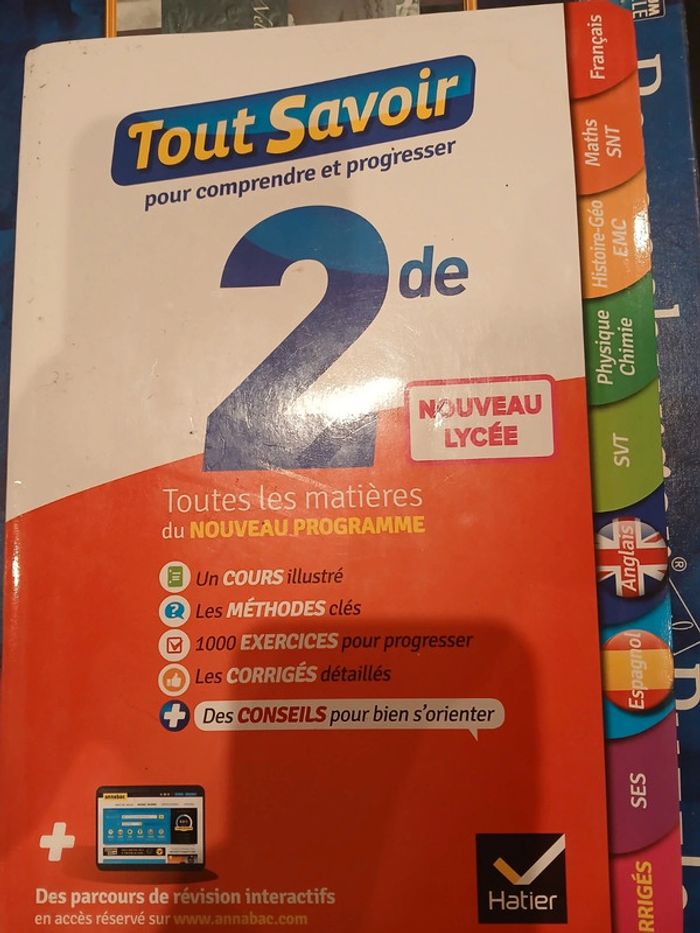 Tout Savoir
pour comprendre et progresser
2de
NOUVEAU
LYCÉE
Toutes les matières
du NOUVEAU PROGRAMME
Un COURS illustré
Les MÉTHODES clés
1000 EXERCICES pour progresser
Les CORRIGÉS détaillés
+ Des CONSEILS pour bien s'orienter
+
annabac
Des parcours de révision interactifs
en accès réservé sur www.annabac.com
Hatier
Français
Maths
SNT
Histoire-Géo
EMC
Physique
Chimie
SVT
Anglais
Espagnol
SES
RRIGÉS
®